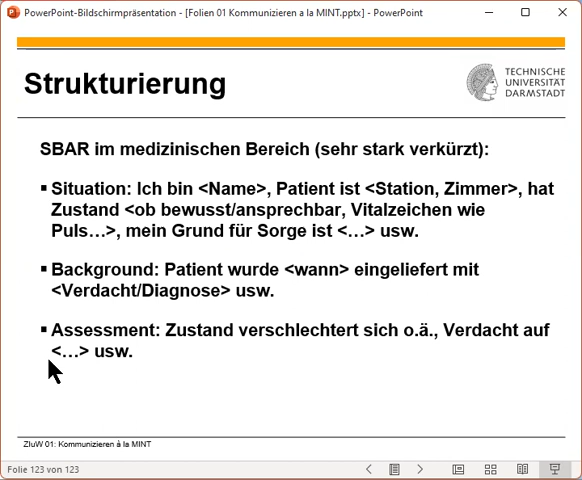 PowerPoint-Bildschirmpräsentation - [Folien 01 Kommunizieren a la MINT.pptx] - PowerPoint
Strukturierung
TECHNISCHE
UNIVERSITÄT
DARMSTADT
SBAR im medizinischen Bereich (sehr stark verkürzt):
▪ Situation: Ich bin <Name>, Patient ist <Station, Zimmer>, hat
Zustand <ob bewusst/ansprechbar, Vitalzeichen wie
Puls…>, mein Grund für Sorge ist <…> usw.
▪ Background: Patient wurde <wann> eingeliefert mit
<Verdacht/Diagnose> usw.
▪ Assessment: Zustand verschlechtert sich o.ä., Verdacht auf
<…> usw.
ZIuW 01: Kommunizieren à la MINT
Folie 123 von 123